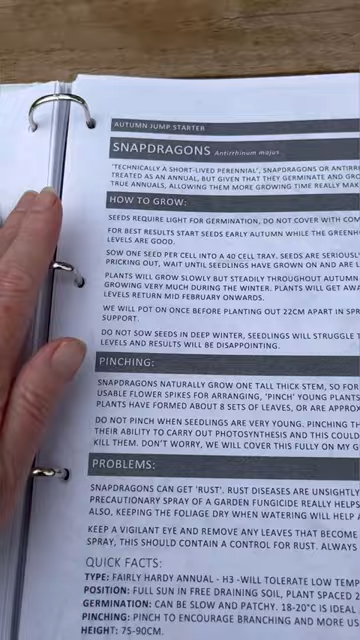 AUTUMN JUMP STARTER
SNAPDRAGONS Antirrhinum majus
'TECHNICALLY A SHORT-LIVED PERENNIAL', SNAPDRAGONS OR ANTIRR
TREATED AS AN ANNUAL, BUT GIVEN THAT THEY GERMINATE AND GRO
TRUE ANNUALS, ALLOWING THEM MORE GROWING TIME REALLY MA
HOW TO GROW:
SEEDS REQUIRE LIGHT FOR GERMINATION, DO NOT COVER WITH COM
FOR BEST RESULTS START SEEDS EARLY AUTUMN WHILE THE GREENH
LEVELS ARE GOOD.
SOW ONE SEED PER CELL INTO A 40 CELL TRAY. SEEDS ARE SERIOUSL
PRICKING OUT, WAIT UNTIL SEEDLINGS HAVE GROWN ON AND ARE L
PLANTS WILL GROW SLOWLY BUT STEADILY THROUGHOUT AUTUMN
GROWING VERY MUCH DURING THE WINTER. PLANTS WILL GET AWA
LEVELS RETURN MID FEBRUARY ONWARDS.
WE WILL POT ON ONCE BEFORE PLANTING OUT 22CM APART IN SPR
SUPPORT.
DO NOT SOW SEEDS IN DEEP WINTER, SEEDLINGS WILL STRUGGLE T
LEVELS AND RESULTS WILL BE DISAPPOINTING.
PINCHING:
SNAPDRAGONS NATURALLY GROW ONE TALL THICK STEM, SO FOR
USABLE FLOWER SPIKES FOR ARRANGING, 'PINCH' YOUNG PLANTS
PLANTS HAVE FORMED ABOUT 8 SETS OF LEAVES, OR ARE APPRO
DO NOT PINCH WHEN SEEDLINGS ARE VERY YOUNG. PINCHING TH
THEIR ABILITY TO CARRY OUT PHOTOSYNTHESIS AND THIS COULD
KILL THEM. DON'T WORRY, WE WILL COVER THIS FULLY ON MY G
PROBLEMS:
SNAPDRAGONS CAN GET 'RUST'. RUST DISEASES ARE UNSIGHTLY
PRECAUTIONARY SPRAY OF A GARDEN FUNGICIDE REALLY HELPS
ALSO, KEEPING THE FOLIAGE DRY WHEN WATERING WILL HELP A
KEEP A VIGILANT EYE AND REMOVE ANY LEAVES THAT BECOME
SPRAY, THIS SHOULD CONTAIN A CONTROL FOR RUST. ALWAYS
QUICK FACTS:
TYPE: FAIRLY HARDY ANNUAL - H3 -WILL TOLERATE LOW TEMP
POSITION: FULL SUN IN FREE DRAINING SOIL, PLANT SPACED 2
GERMINATION: CAN BE SLOW AND PATCHY. 18-20°C IS IDEAL
PINCHING: PINCH TO ENCOURAGE BRANCHING AND MORE US
HEIGHT: 75-90CM.